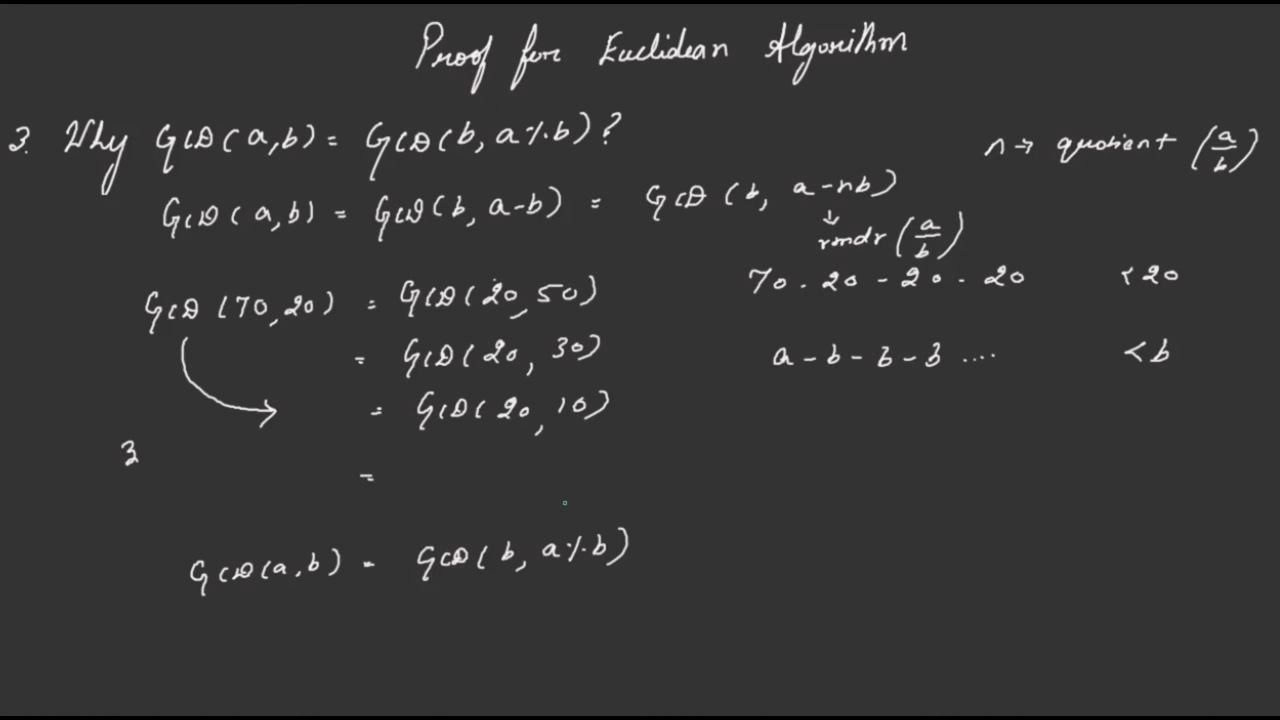 Proof for Euclidean Algorithm
3. Why GCD(a,b) = GCD(b, a%b)?
n → quotient (a/b)
GCD(a,b) = GCD(b, a-b) = GCD(b, a-nb)
↓
rmdr (a/b)
GCD(70,20) = GCD(20,50)
70 - 20 - 20 - 20 < 20
= GCD(20, 30)
a - b - b - b .... < b
= GCD(20, 10)
3
=
GCD(a,b) = GCD(b, a%b)